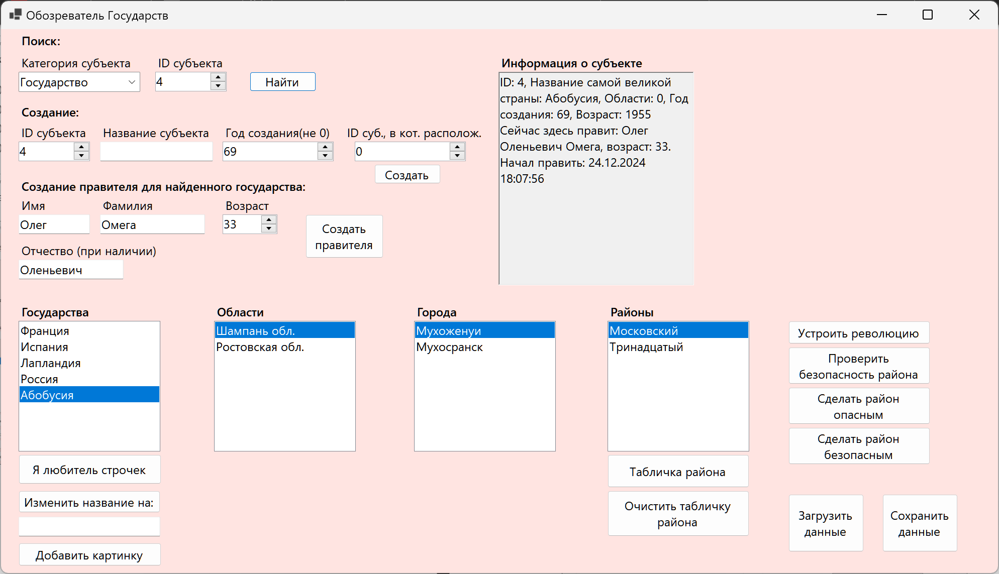 Обозреватель Государств
Поиск:
Категория субъекта
ID субъекта
Государство
4
Найти
Создание:
ID субъекта
Название субъекта
Год создания(не 0)
ID суб., в кот. располож.
4
69
0
Создать
Создание правителя для найденного государства:
Имя
Фамилия
Возраст
Олег
Омега
33
Создать
правителя
Отчество (при наличии)
Оленьевич
Информация о субъекте
ID: 4, Название самой великой
страны: Абобусия, Области: 0, Год
создания: 69, Возраст: 1955
Сейчас здесь правит: Олег
Оленьевич Омега, возраст: 33.
Начал править: 24.12.2024
18:07:56
Государства
Франция
Испания
Лапландия
Россия
Абобусия
Я любитель строчек
Изменить название на:
Добавить картинку
Области
Шампань обл.
Ростовская обл.
Города
Мухоженуи
Мухосранск
Районы
Московский
Тринадцатый
Табличка района
Очистить табличку
района
Устроить революцию
Проверить
безопасность района
Сделать район
опасным
Сделать район
безопасным
Загрузить
данные
Сохранить
данные